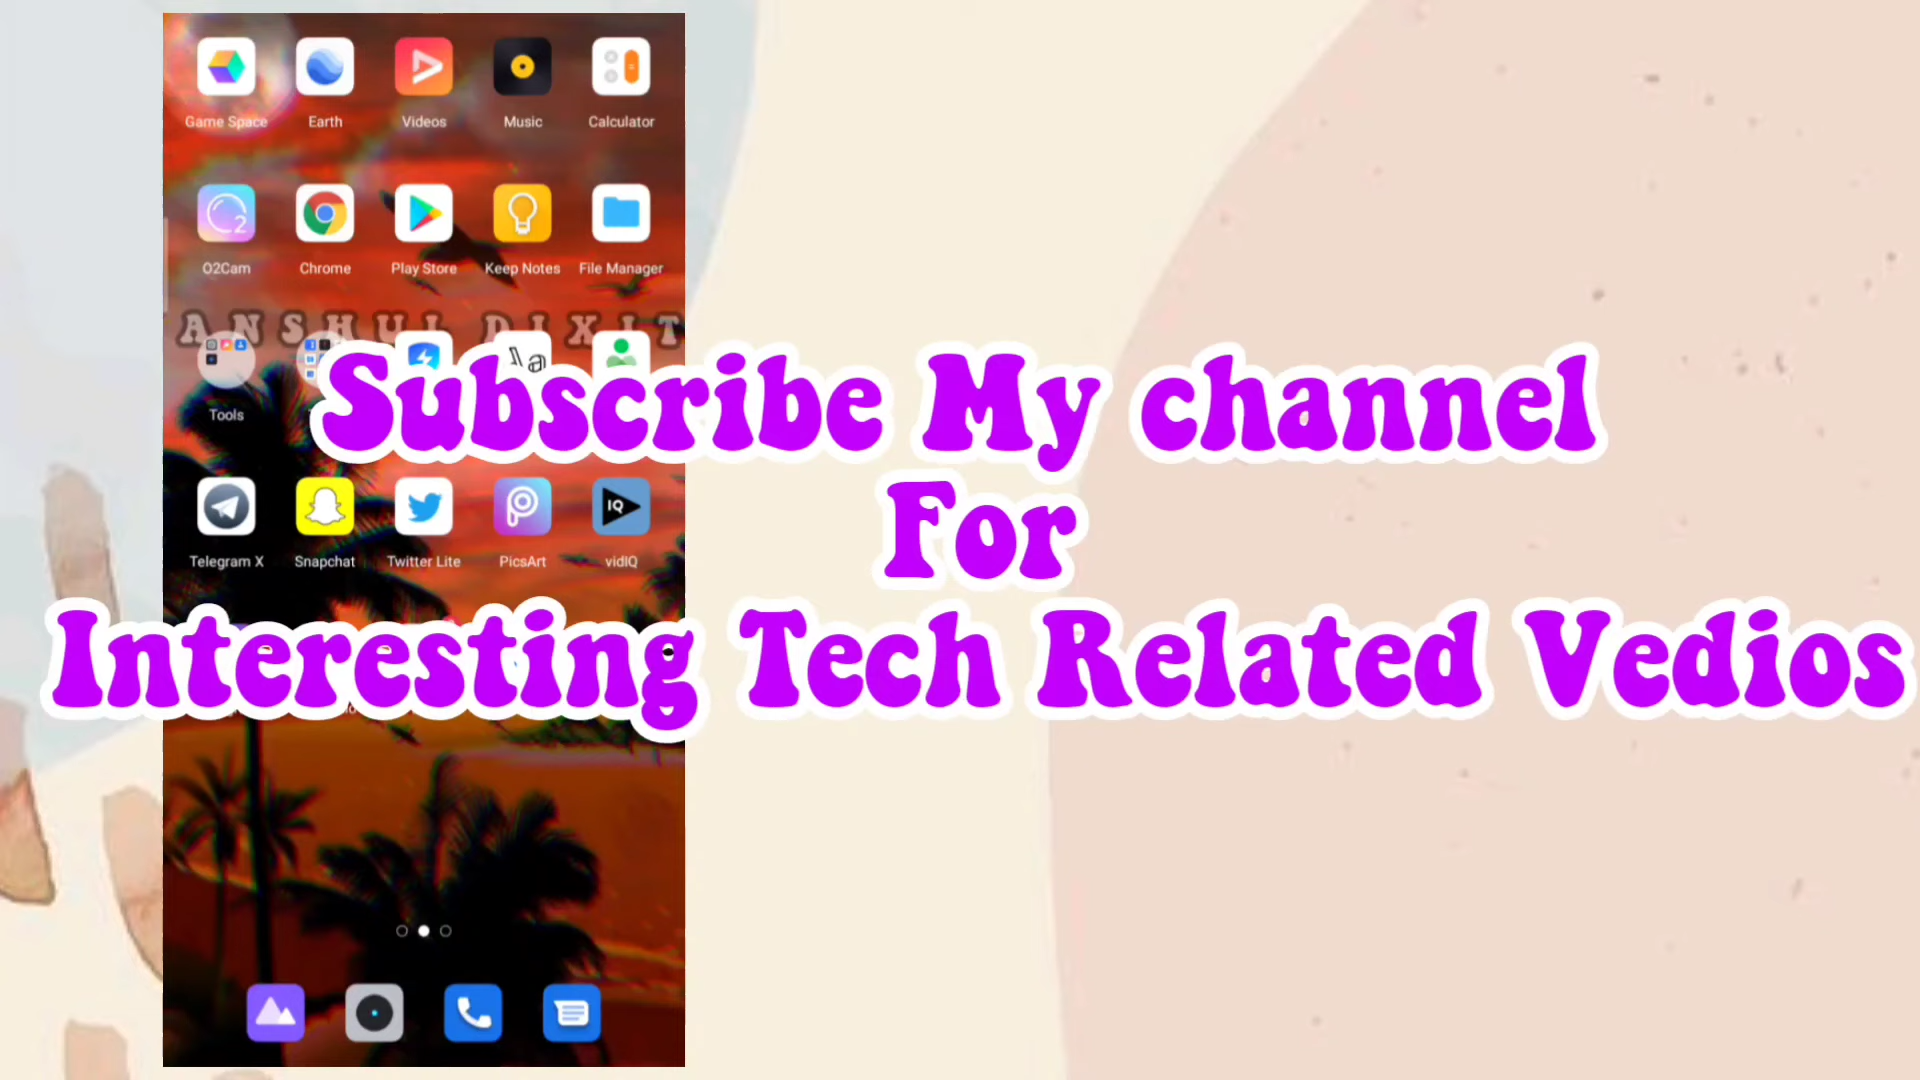 Game Space Earth Videos Music Calculator
O2Cam Chrome Play Store Keep Notes File Manager
ANSHUL DIXIT
Tools
Subscribe My channel
For
IQ
Telegram X Snapchat Twitter Lite PicsArt vidIQ
Interesting Tech Related Vedios